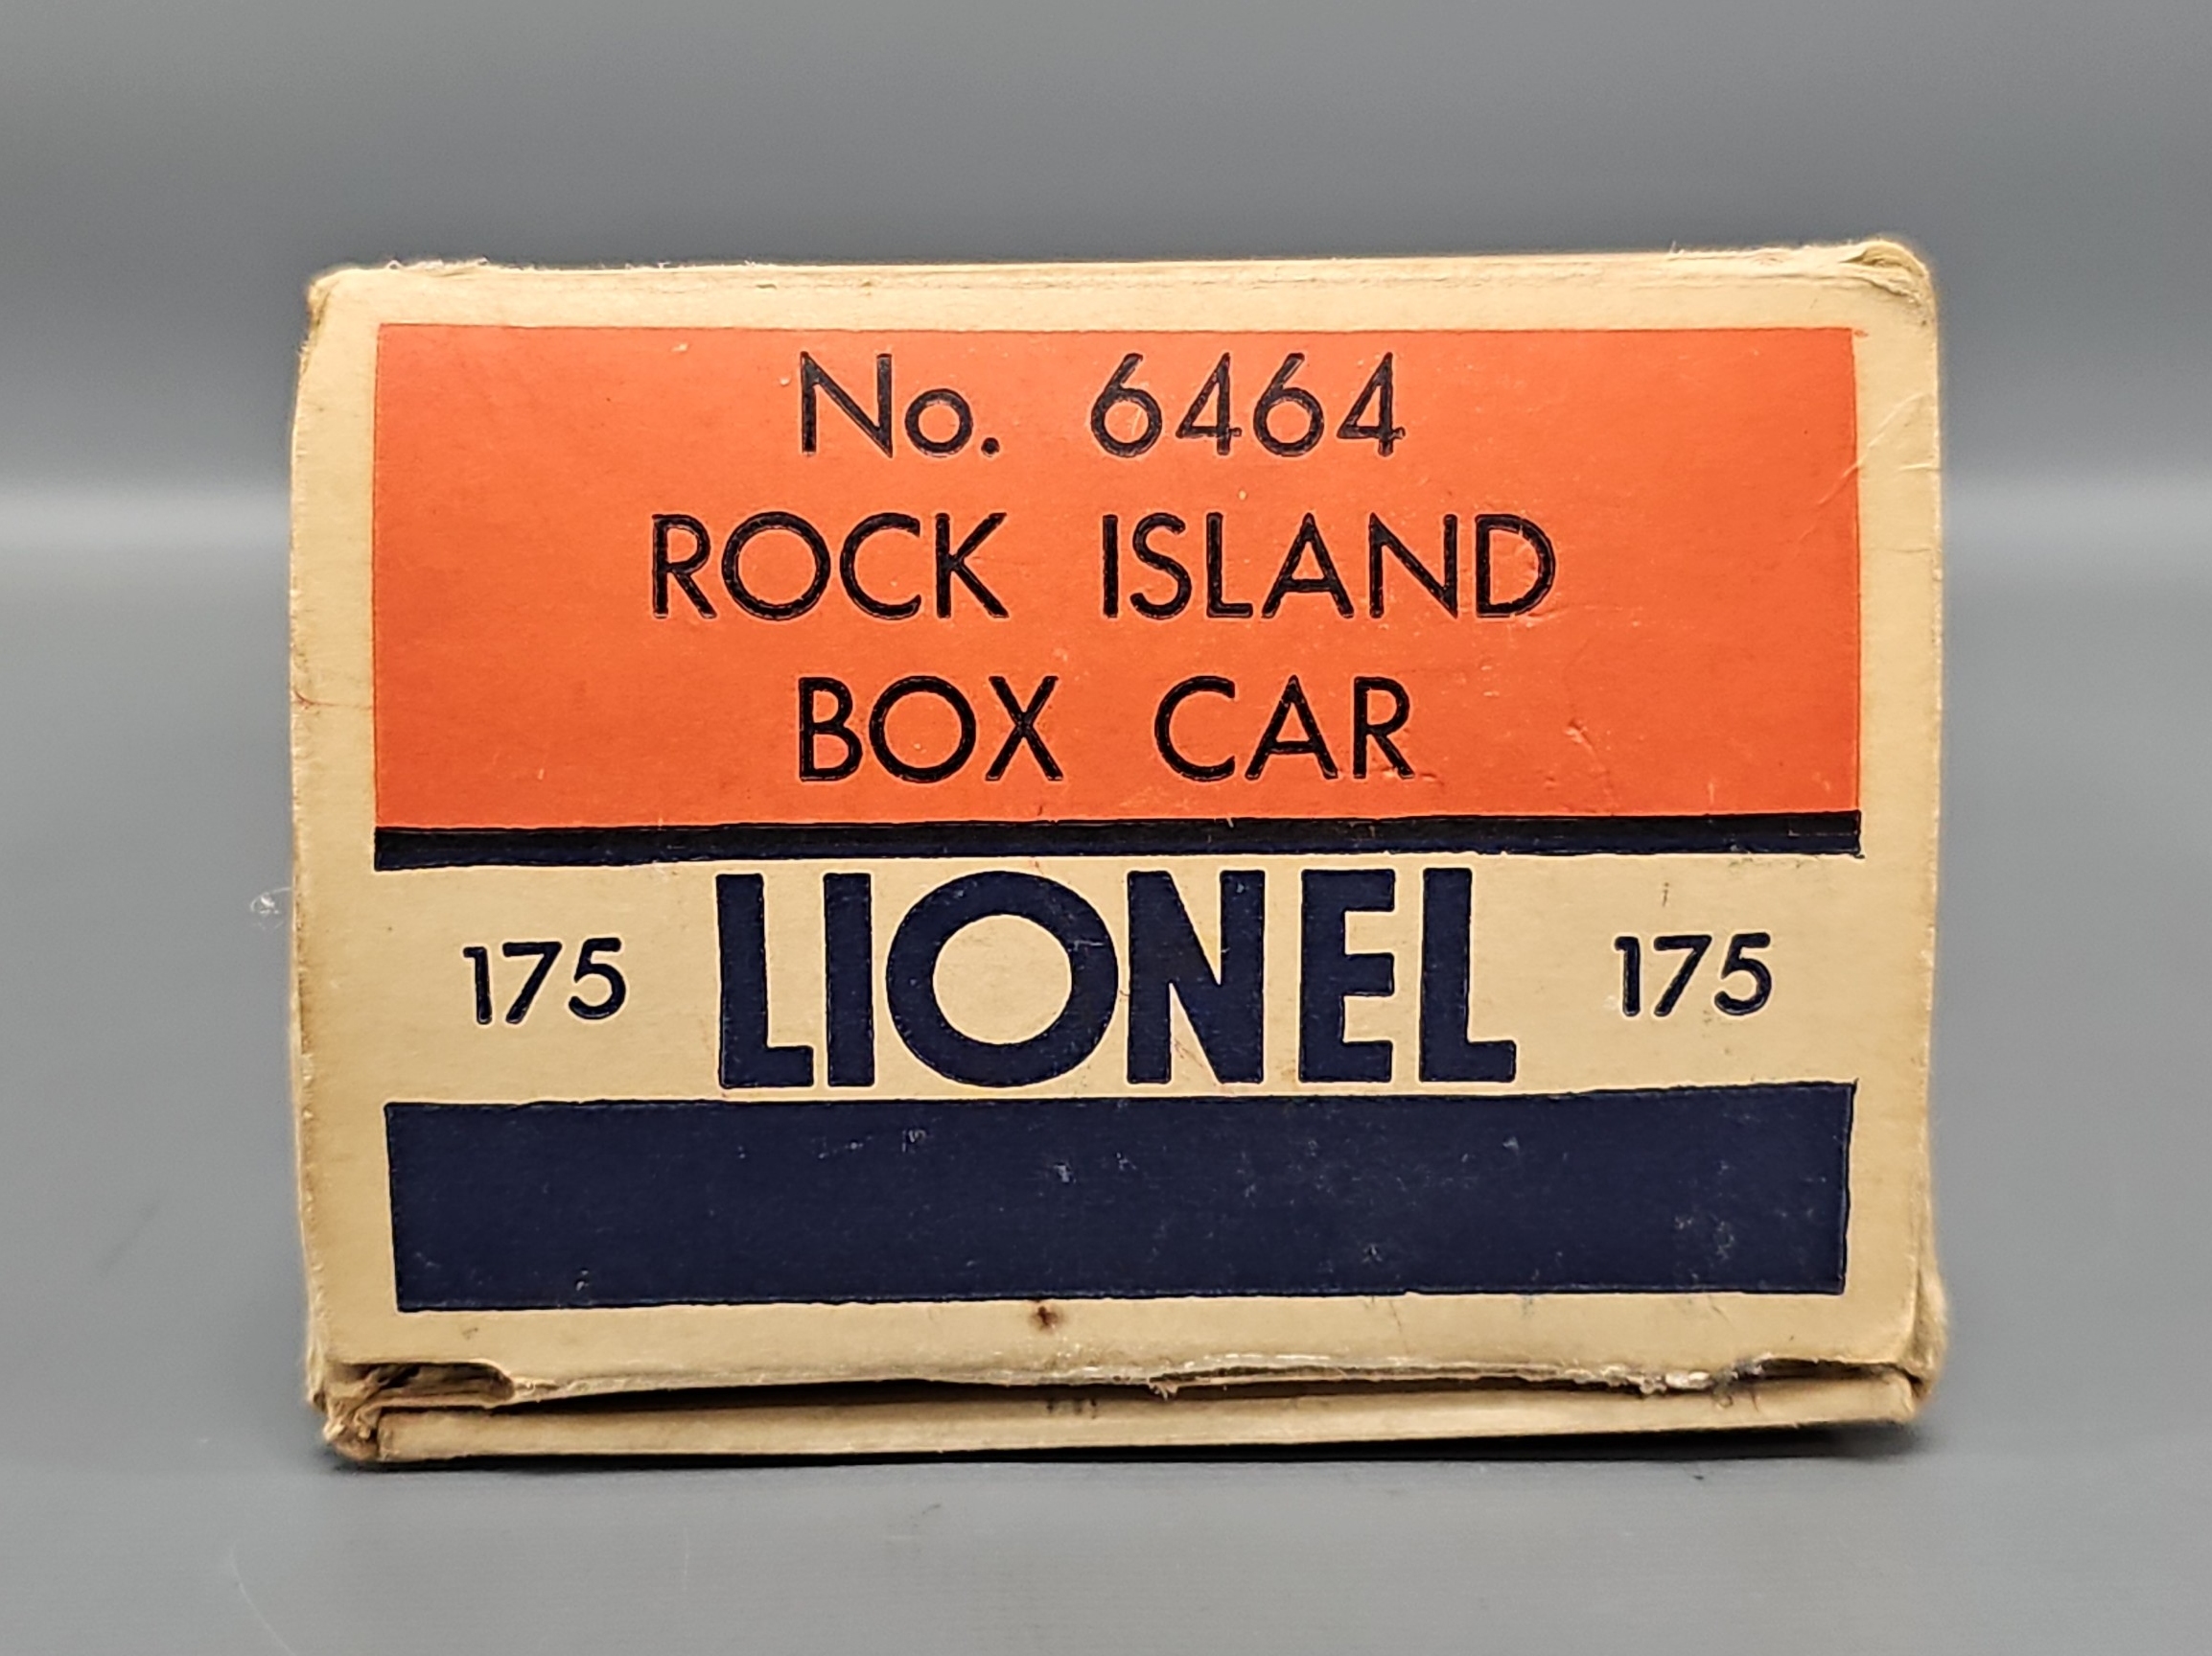 No. 6464
ROCK ISLAND
BOX CAR
175 LIONEL 175